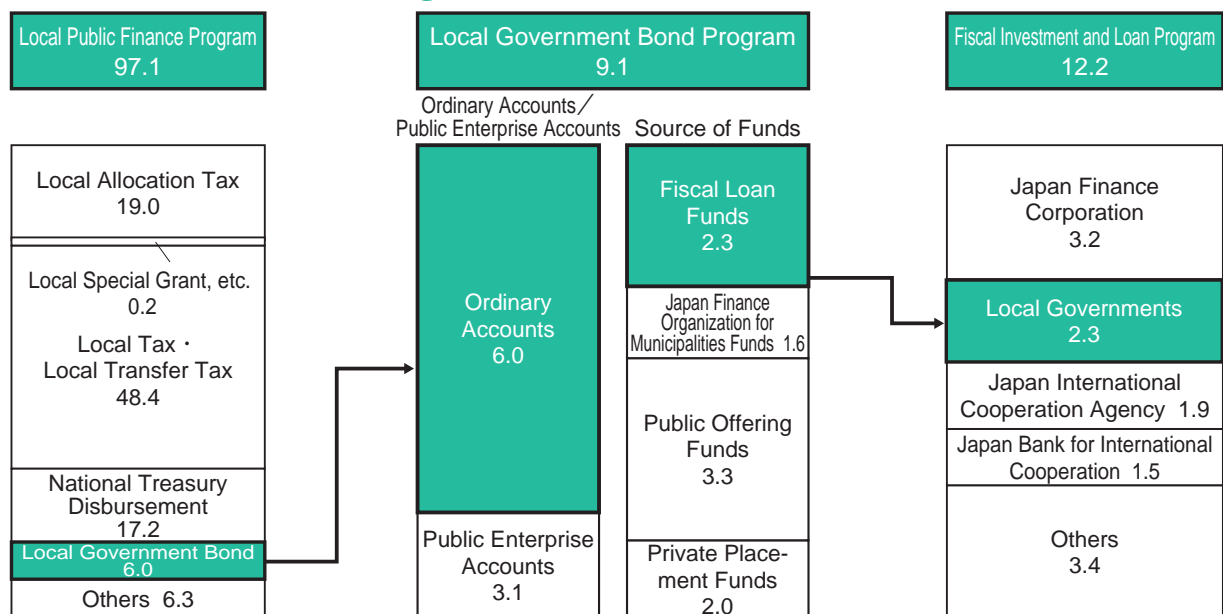 Local Public Finance Program
97.1
Local Government Bond Program
9.1
Fiscal Investment and Loan Program
12.2
Ordinary Accounts／
Public Enterprise Accounts
Source of Funds
Local Allocation Tax
19.0
Local Special Grant, etc.
0.2
Local Tax・
Local Transfer Tax
48.4
National Treasury
Disbursement
17.2
Local Government Bond
6.0
Others 6.3
Ordinary
Accounts
6.0
Public Enterprise
Accounts
3.1
Fiscal Loan
Funds
2.3
Japan Finance
Organization for
Municipalities Funds 1.6
Public Offering
Funds
3.3
Private Place-
ment Funds
2.0
Japan Finance
Corporation
3.2
Local Governments
2.3
Japan International
Cooperation Agency 1.9
Japan Bank for International
Cooperation 1.5
Others
3.4